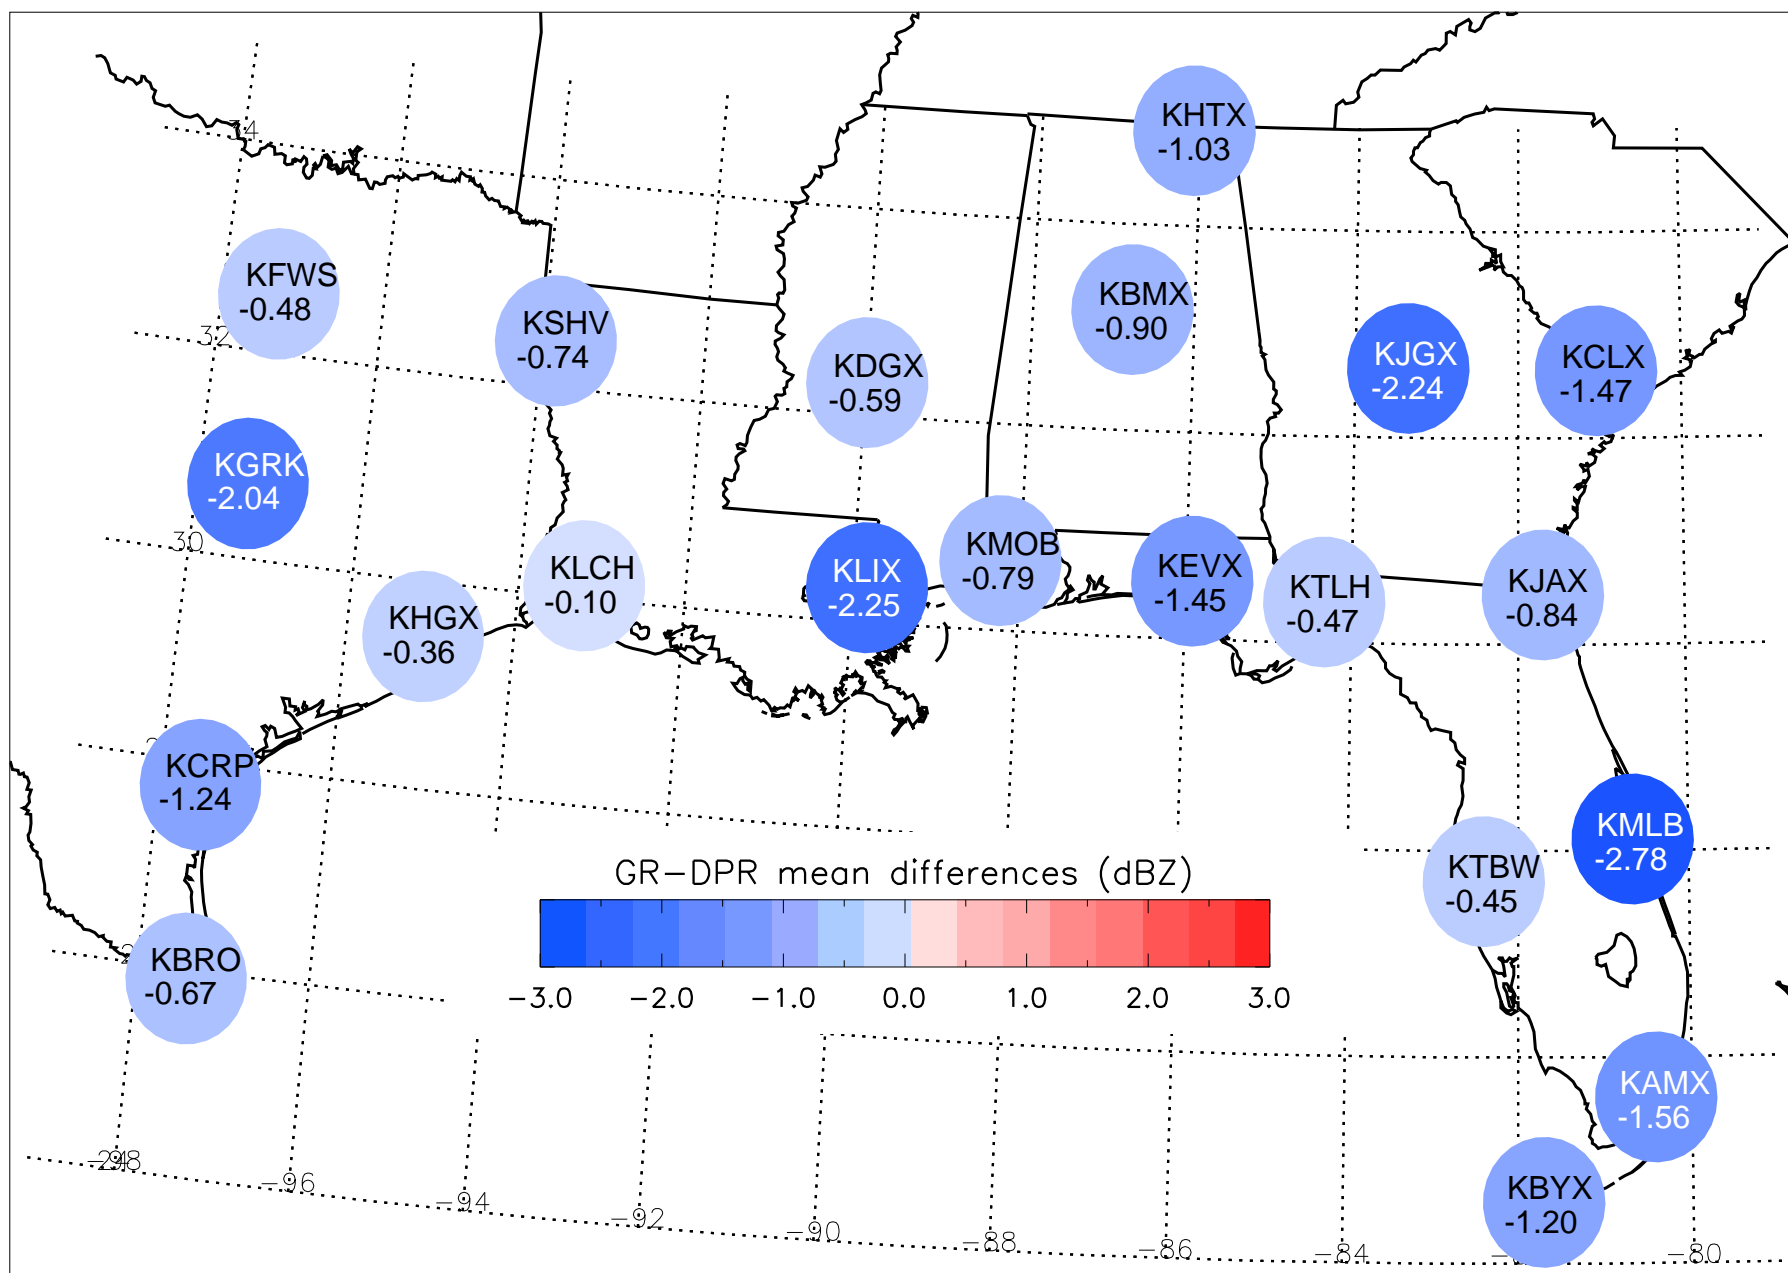 KHTX
-1.03
34
KFWS
-0.48
KBMX
-0.90
32
KSHV
-0.74
KDGX
-0.59
KJGX
-2.24
KCLX
-1.47
KGRK
-2.04
30
KLCH
-0.10
KLIX
-2.25
KMOB
-0.79
KEVX
-1.45
KTLH
-0.47
KJAX
-0.84
KHGX
-0.36
KCRP
-1.24
KMLB
-2.78
KTBW
-0.45
GR-DPR mean differences (dBZ)
-3.0 -2.0 -1.0 0.0 1.0 2.0 3.0
KBRO
-0.67
KAMX
-1.56
KBYX
-1.20
-96
-94
-92
-90
-88
-86
-84
-80